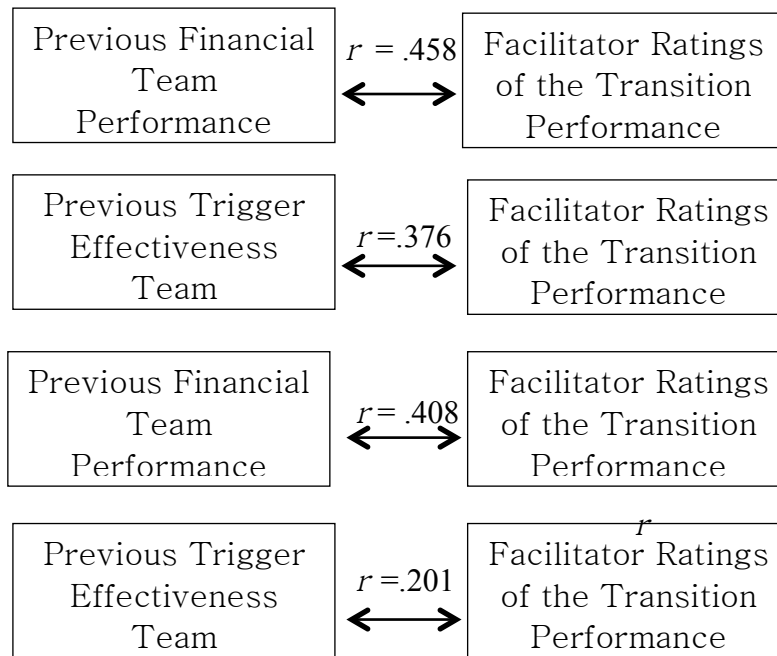 Previous Financial
Team
Performance
r = .458
Facilitator Ratings
of the Transition
Performance
Previous Trigger
Effectiveness
Team
r =.376
Facilitator Ratings
of the Transition
Performance
Previous Financial
Team
Performance
r = .408
Facilitator Ratings
of the Transition
Performance
Previous Trigger
Effectiveness
Team
r =.201
r
Facilitator Ratings
of the Transition
Performance